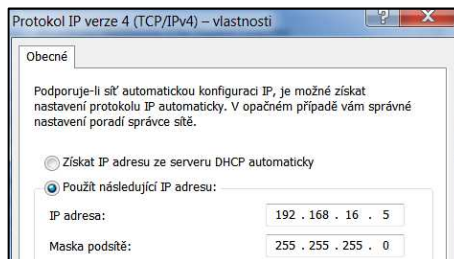 Protokol IP verze 4 (TCP/IPv4) – vlastnosti
?
X
Obecné
Podporuje-li síť automatickou konfiguraci IP, je možné získat
nastavení protokolu IP automaticky. V opačném případě vám správné
nastavení poradí správce sítě.
Získat IP adresu ze serveru DHCP automaticky
Použít následující IP adresu:
IP adresa: 192 . 168 . 16 . 5
Maska podsítě: 255 . 255 . 255 . 0